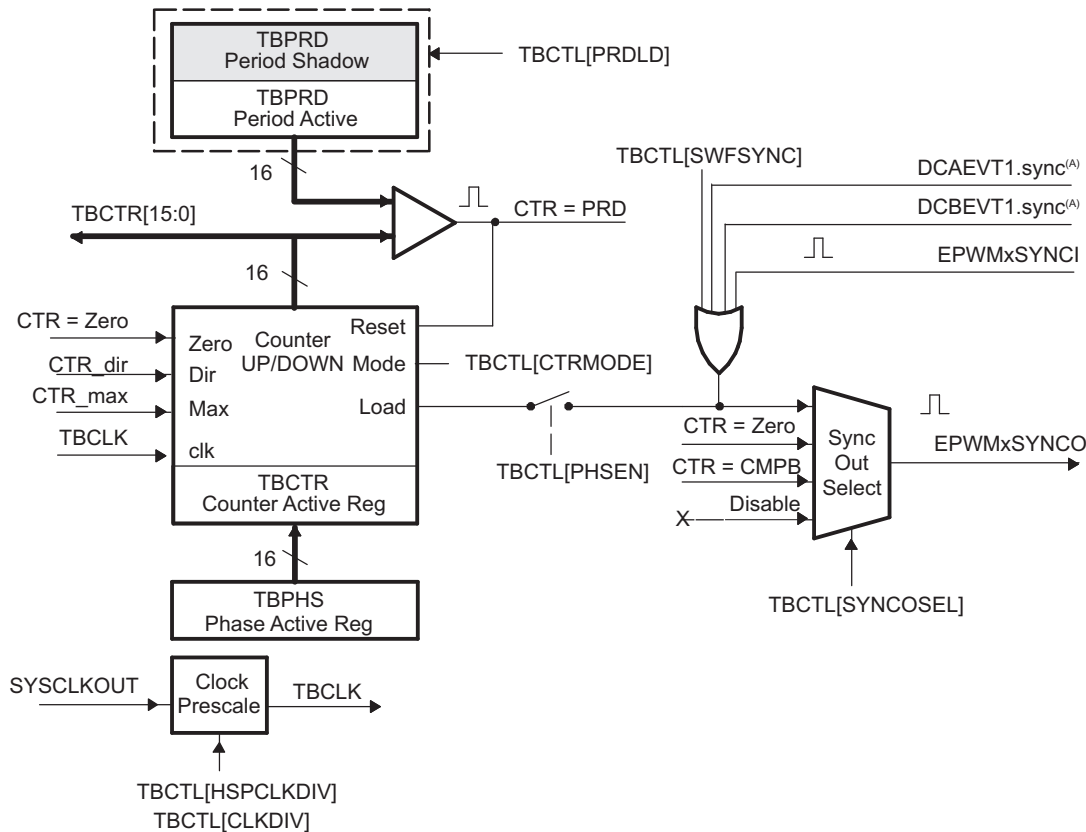 TBPRD
Period Shadow
TBCTL[PRDLD]
TBPRD
Period Active
16
TBCTL[SWFSYNC]
DCAEVT1.sync(A)
DCBEVT1.sync(A)
TBCTR[15:0]
CTR = PRD
EPWMxSYNCI
16
CTR = Zero
CTR_dir
CTR_max
TBCLK
Zero
Dir
Max
clk
Counter
UP/DOWN
Reset
Mode
Load
TBCTL[CTRMODE]
TBCTL[PHSEN]
CTR = Zero
CTR = CMPB
Disable
X
Sync
Out
Select
EPWMxSYNCO
TBCTL[SYNCOSEL]
TBCTR
Counter Active Reg
16
TBPHS
Phase Active Reg
SYSCLKOUT
Clock
Prescale
TBCLK
TBCTL[HSPCLKDIV]
TBCTL[CLKDIV]